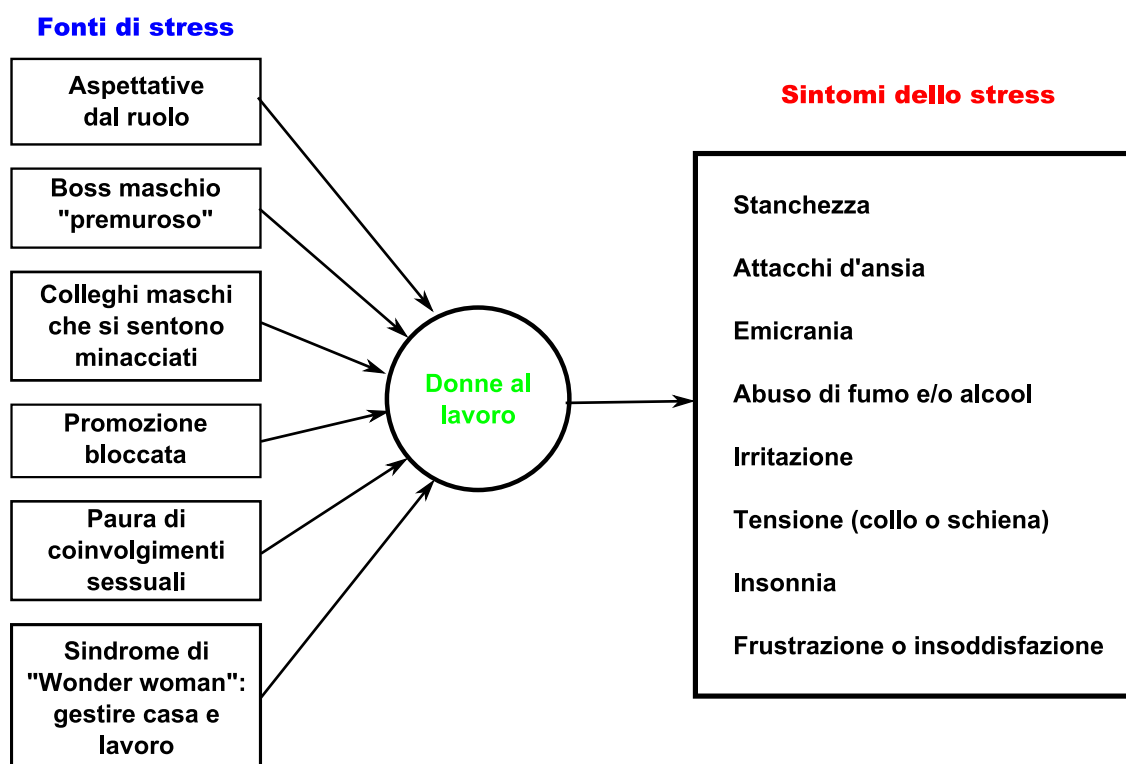 Fonti di stress
Aspettative
dal ruolo
Boss maschio
"premuroso"
Colleghi maschi
che si sentono
minacciati
Promozione
bloccata
Paura di
coinvolgimenti
sessuali
Sindrome di
"Wonder woman":
gestire casa e
lavoro
Donne al
lavoro
Sintomi dello stress
Stanchezza
Attacchi d'ansia
Emicrania
Abuso di fumo e/o alcool
Irritazione
Tensione (collo o schiena)
Insonnia
Frustrazione o insoddisfazione